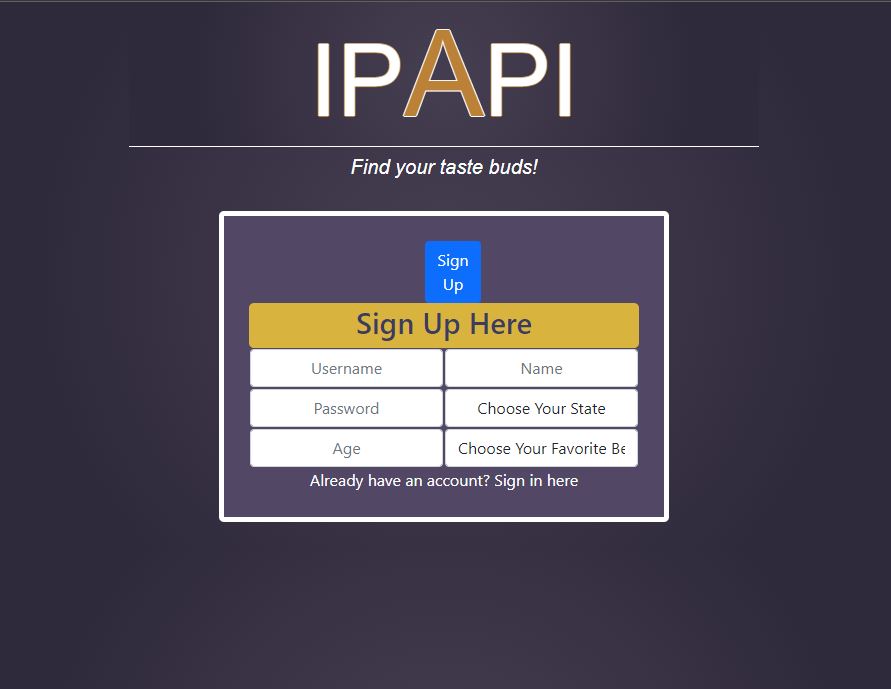 IPAPI
Find your taste buds!
Sign
Up
Sign Up Here
Username
Name
Password
Choose Your State
Age
Choose Your Favorite Be
Already have an account? Sign in here